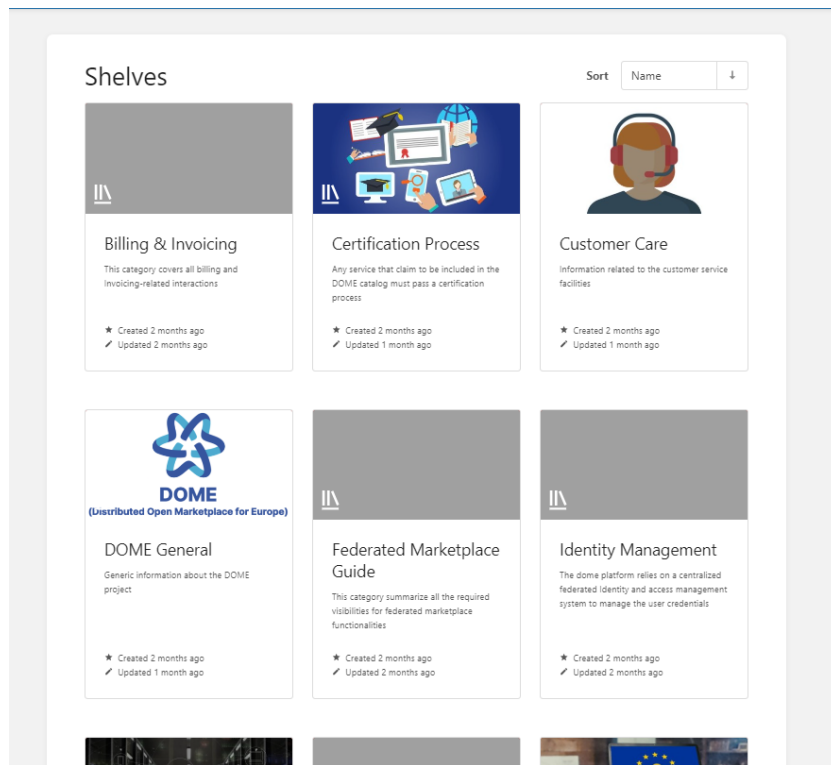 Shelves
Sort
Name
Billing & Invoicing
This category covers all billing and
Invoicing-related interactions
Created 2 months ago
Updated 2 months ago
Certification Process
Any service that claim to be included in the
DOME catalog must pass a certification
process
Created 2 months ago
Updated 1 month ago
Customer Care
Information related to the customer service
facilities
Created 2 months ago
Updated 1 month ago
DOME
(Distributed Open Marketplace for Europe)
DOME General
Generic information about the DOME
project
Created 2 months ago
Updated 1 month ago
Federated Marketplace
Guide
This category summarize all the required
visibilities for federated marketplace
functionalities
Created 2 months ago
Updated 2 months ago
Identity Management
The dome platform relies on a centralized
federated Identity and access management
system to manage the user credentials
Created 2 months ago
Updated 2 months ago